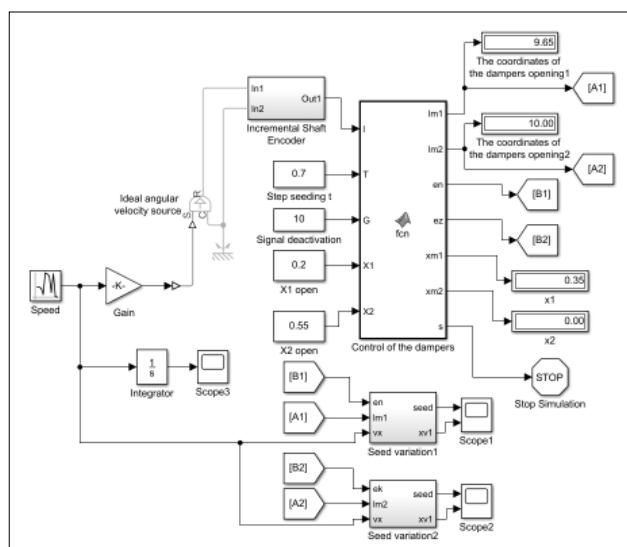 9.65
The coordinates of
the dampers opening1
[A1]
10.00
The coordinates of
the dampers opening2
[A2]
In1
In2
Out1
Incremental Shaft
Encoder
Ideal angular
velocity source
S
C
R
0.7
Step seeding t
10
Signal deactivation
0.2
X1 open
0.55
X2 open
I
T
G
X1
X2
fcn
lm1
lm2
en
ez
xm1
xm2
s
Control of the dampers
[B1]
[B2]
0.35
x1
0.00
x2
STOP
Stop Simulation
Speed
-K-
Gain
1
s
Integrator
Scope3
[B1]
[A1]
en
lm1
vx
seed
xv1
Seed variation1
Scope1
[B2]
[A2]
ek
lm2
vx
seed
xv1
Seed variation2
Scope2